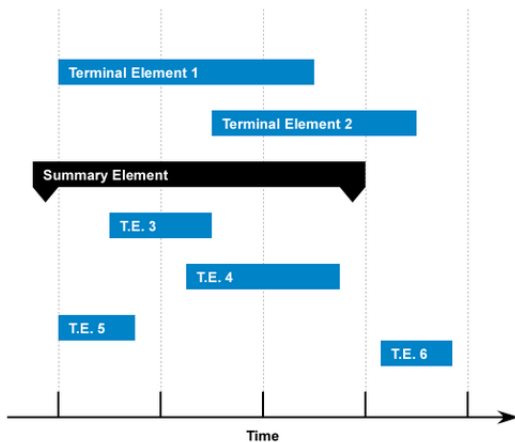 Terminal Element 1
Terminal Element 2
Summary Element
T.E. 3
T.E. 4
T.E. 5
T.E. 6
Time